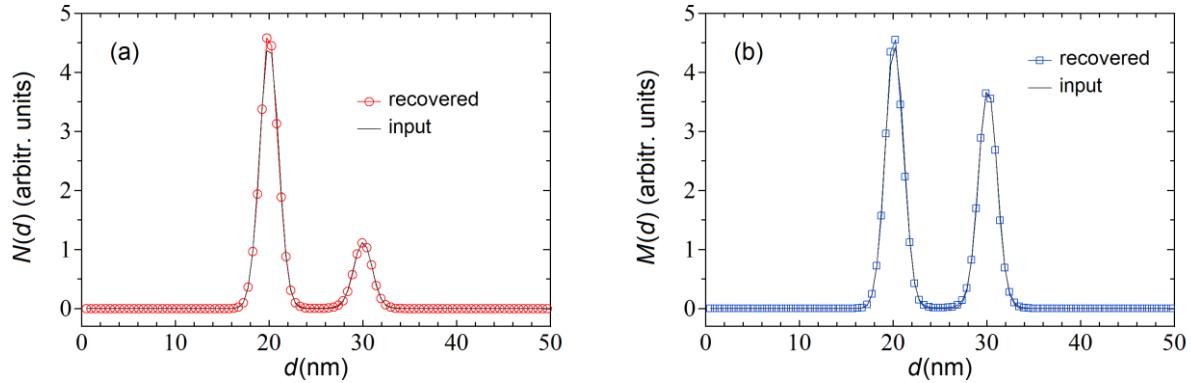 (a)
recovered
input
N(d) (arbitr. units)
5
4
3
2
1
0
0 10 20 30 40 50
d(nm)
(b)
recovered
input
M(d) (arbitr. units)
5
4
3
2
1
0
0 10 20 30 40 50
d(nm)